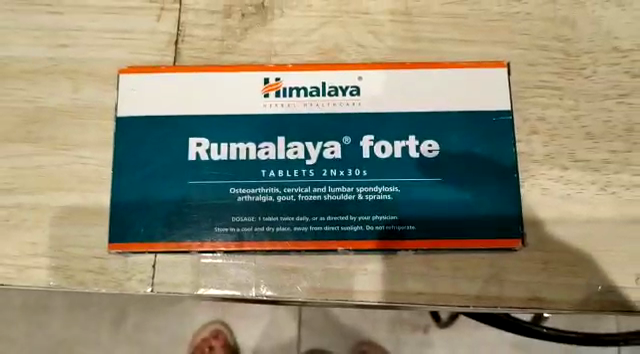 Himalaya®
HERBAL HEALTHCARE
Rumalaya® forte
TABLETS 2Nx30s
Osteoarthritis, cervical and lumbar spondylosis,
arthralgia, gout, frozen shoulder & sprains.
DOSAGE: 1 tablet twice daily, or as directed by your physician.
Store in a cool and dry place, away from direct sunlight. Do not refrigerate.